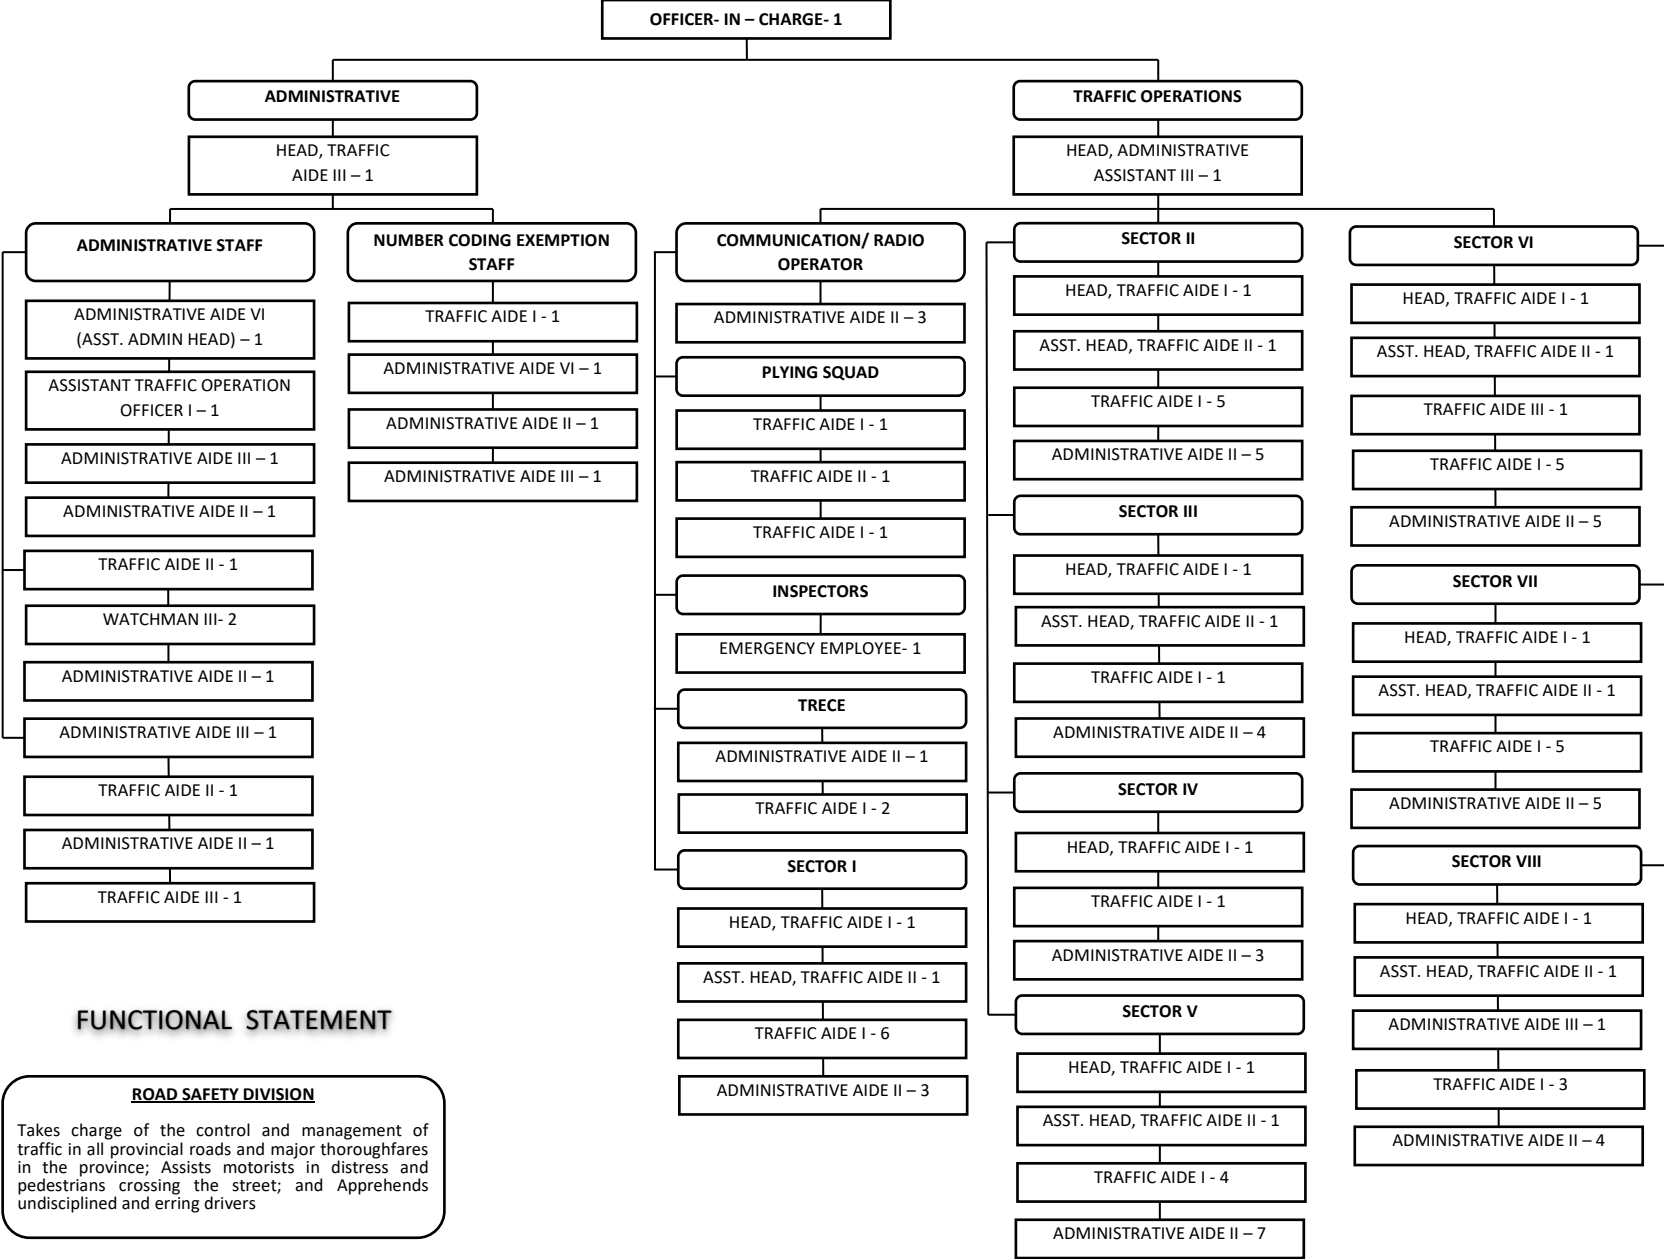 OFFICER- IN – CHARGE- 1
ADMINISTRATIVE
HEAD, TRAFFIC
AIDE III – 1
ADMINISTRATIVE STAFF
ADMINISTRATIVE AIDE VI
(ASST. ADMIN HEAD) – 1
ASSISTANT TRAFFIC OPERATION
OFFICER I – 1
ADMINISTRATIVE AIDE III – 1
ADMINISTRATIVE AIDE II – 1
TRAFFIC AIDE II - 1
WATCHMAN III- 2
ADMINISTRATIVE AIDE II – 1
ADMINISTRATIVE AIDE III – 1
TRAFFIC AIDE II - 1
ADMINISTRATIVE AIDE II – 1
TRAFFIC AIDE III - 1
NUMBER CODING EXEMPTION
STAFF
TRAFFIC AIDE I - 1
ADMINISTRATIVE AIDE VI – 1
ADMINISTRATIVE AIDE II – 1
ADMINISTRATIVE AIDE III – 1
TRAFFIC OPERATIONS
HEAD, ADMINISTRATIVE
ASSISTANT III – 1
COMMUNICATION/ RADIO
OPERATOR
ADMINISTRATIVE AIDE II – 3
PLYING SQUAD
TRAFFIC AIDE I - 1
TRAFFIC AIDE II - 1
TRAFFIC AIDE I - 1
INSPECTORS
EMERGENCY EMPLOYEE- 1
TRECE
ADMINISTRATIVE AIDE II – 1
TRAFFIC AIDE I - 2
SECTOR I
HEAD, TRAFFIC AIDE I - 1
ASST. HEAD, TRAFFIC AIDE II - 1
TRAFFIC AIDE I - 6
ADMINISTRATIVE AIDE II – 3
SECTOR II
HEAD, TRAFFIC AIDE I - 1
ASST. HEAD, TRAFFIC AIDE II - 1
TRAFFIC AIDE I - 5
ADMINISTRATIVE AIDE II – 5
SECTOR III
HEAD, TRAFFIC AIDE I - 1
ASST. HEAD, TRAFFIC AIDE II - 1
TRAFFIC AIDE I - 1
ADMINISTRATIVE AIDE II – 4
SECTOR IV
HEAD, TRAFFIC AIDE I - 1
TRAFFIC AIDE I - 1
ADMINISTRATIVE AIDE II – 3
SECTOR V
HEAD, TRAFFIC AIDE I - 1
ASST. HEAD, TRAFFIC AIDE II - 1
TRAFFIC AIDE I - 4
ADMINISTRATIVE AIDE II – 7
SECTOR VI
HEAD, TRAFFIC AIDE I - 1
ASST. HEAD, TRAFFIC AIDE II - 1
TRAFFIC AIDE III - 1
TRAFFIC AIDE I - 5
ADMINISTRATIVE AIDE II – 5
SECTOR VII
HEAD, TRAFFIC AIDE I - 1
ASST. HEAD, TRAFFIC AIDE II - 1
TRAFFIC AIDE I - 5
ADMINISTRATIVE AIDE II – 5
SECTOR VIII
HEAD, TRAFFIC AIDE I - 1
ASST. HEAD, TRAFFIC AIDE II - 1
ADMINISTRATIVE AIDE III – 1
TRAFFIC AIDE I - 3
ADMINISTRATIVE AIDE II – 4
FUNCTIONAL STATEMENT
ROAD SAFETY DIVISION
Takes charge of the control and management of
traffic in all provincial roads and major thoroughfares
in the province; Assists motorists in distress and
pedestrians crossing the street; and Apprehends
undisciplined and erring drivers